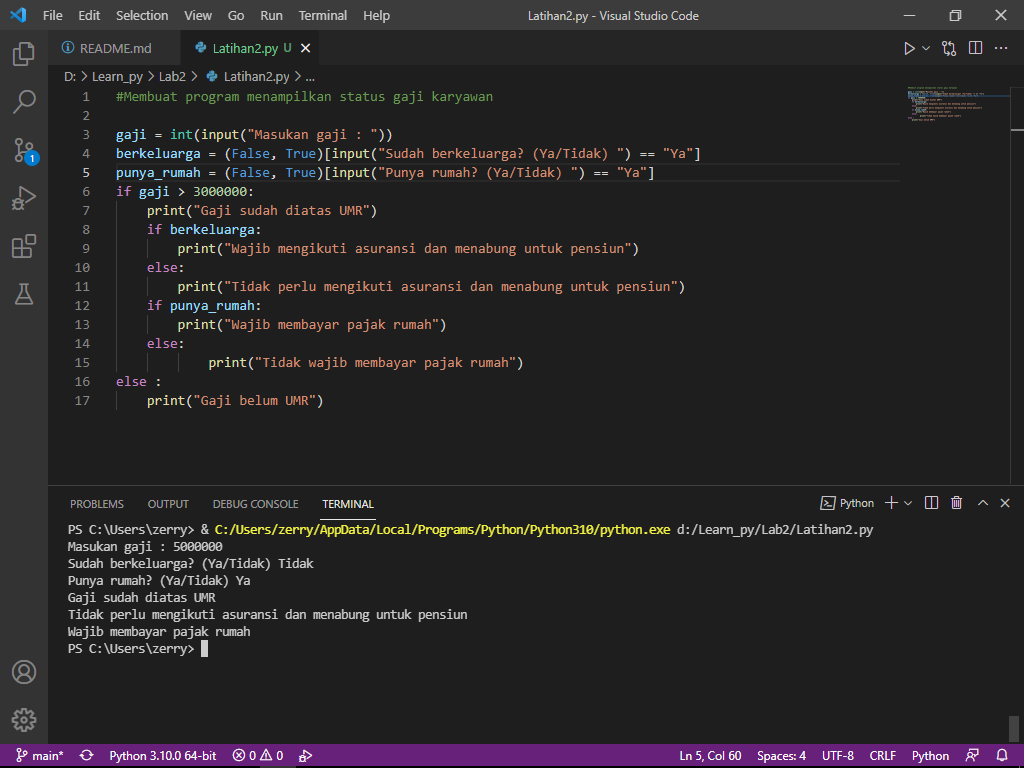 File Edit Selection View Go Run Terminal Help Latihan2.py - Visual Studio Code
README.md Latihan2.py U
D: > Learn_py > Lab2 > Latihan2.py > ...
1 #Membuat program menampilkan status gaji karyawan
2
3 gaji = int(input("Masukan gaji : "))
4 berkeluarga = (False, True)[input("Sudah berkeluarga? (Ya/Tidak) ") == "Ya"]
5 punya_rumah = (False, True)[input("Punya rumah? (Ya/Tidak) ") == "Ya"]
6 if gaji > 3000000:
7     print("Gaji sudah diatas UMR")
8     if berkeluarga:
9         print("Wajib mengikuti asuransi dan menabung untuk pensiun")
10     else:
11         print("Tidak perlu mengikuti asuransi dan menabung untuk pensiun")
12     if punya_rumah:
13         print("Wajib membayar pajak rumah")
14     else:
15             print("Tidak wajib membayar pajak rumah")
16 else :
17     print("Gaji belum UMR")
1
PROBLEMS OUTPUT DEBUG CONSOLE TERMINAL Python
PS C:\Users\zerry> & C:/Users/zerry/AppData/Local/Programs/Python/Python310/python.exe d:/Learn_py/Lab2/Latihan2.py
Masukan gaji : 5000000
Sudah berkeluarga? (Ya/Tidak) Tidak
Punya rumah? (Ya/Tidak) Ya
Gaji sudah diatas UMR
Tidak perlu mengikuti asuransi dan menabung untuk pensiun
Wajib membayar pajak rumah
PS C:\Users\zerry>
main* Python 3.10.0 64-bit 0 0 Ln 5, Col 60 Spaces: 4 UTF-8 CRLF Python